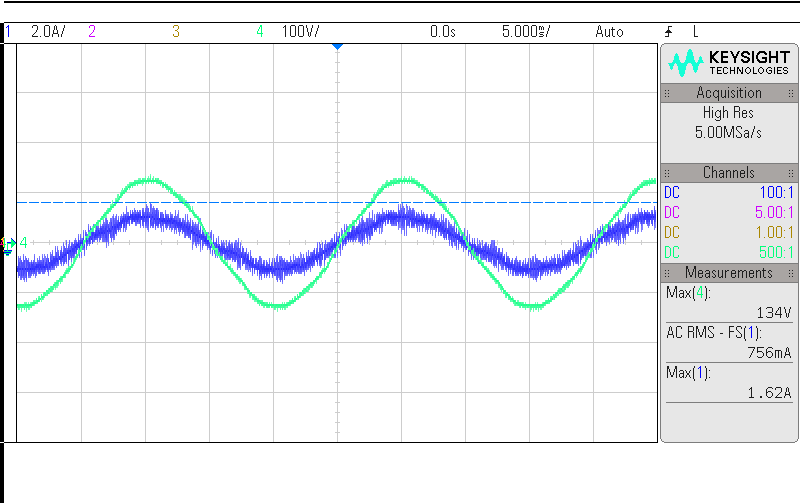 1 2.0A/ 2 3 4 100V/ 0.0s 5.000ms/ Auto L
KEYSIGHT
TECHNOLOGIES
Acquisition
High Res
5.00MSa/s
Channels
DC 100:1
DC 5.00:1
DC 1.00:1
DC 500:1
Measurements
Max(4):
134V
AC RMS - FS(1):
756mA
Max(1):
1.62A
4